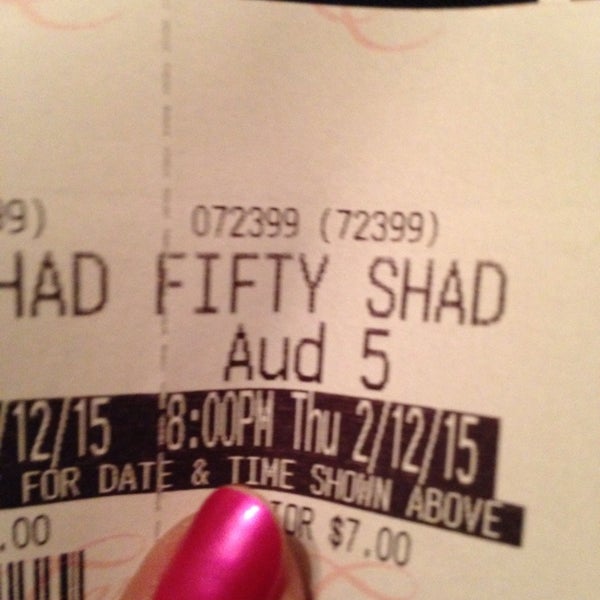 99) 072399 (72399)
HAD FIFTY SHAD
Aud 5
/12/15 8:00PM Thu 2/12/15
FOR DATE & TIME SHOWN ABOVE
.00 TOR $7.00